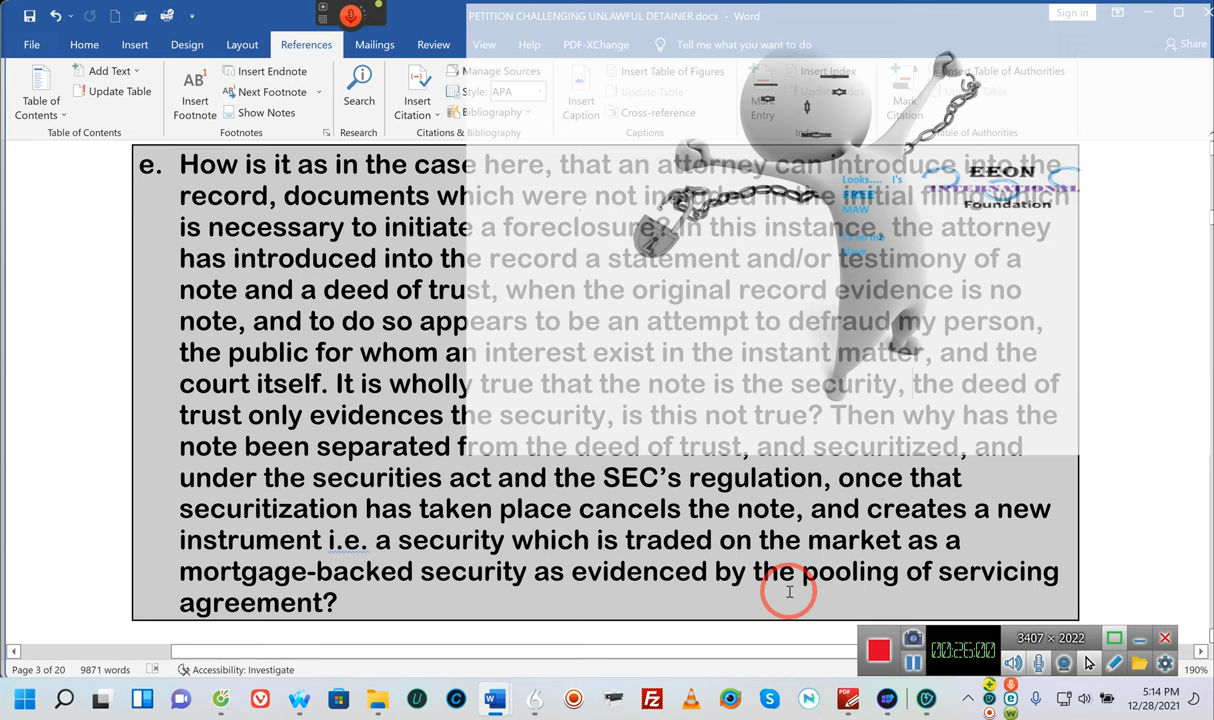 PETITION CHALLENGING UNLAWFUL DETAINER.docx - Word
Sign in
File Home Insert Design Layout References Mailings Review View Help PDF-XChange Tell me what you want to do Share
Table of Contents
Add Text
Update Table
Table of Contents
AB1
Insert Footnote
Insert Endnote
Next Footnote
Show Notes
Footnotes
Search
Research
Insert Citation
Manage Sources
Style: APA
Bibliography
Citations & Bibliography
Insert Caption
Insert Table of Figures
Update Table
Cross-reference
Captions
Mark Entry
Insert Index
Mark Citation
Insert Table of Authorities
Table of Authorities
e. How is it as in the case here, that an attorney can introduce into the
record, documents which were not included in the initial filing which
is necessary to initiate a foreclosure? In this instance, the attorney
has introduced into the record a statement and/or testimony of a
note and a deed of trust, when the original record evidence is no
note, and to do so appears to be an attempt to defraud my person,
the public for whom an interest exist in the instant matter, and the
court itself. It is wholly true that the note is the security, the deed of
trust only evidences the security, is this not true? Then why has the
note been separated from the deed of trust, and securitized, and
under the securities act and the SEC’s regulation, once that
securitization has taken place cancels the note, and creates a new
instrument i.e. a security which is traded on the market as a
mortgage-backed security as evidenced by the pooling of servicing
agreement?
Looks.... I's
FREE
MAW
EEON
INTERNATIONAL
Foundation
3407 × 2022
00:26:00
Page 3 of 20 9871 words Accessibility: Investigate 190%
5:14 PM
12/28/2021